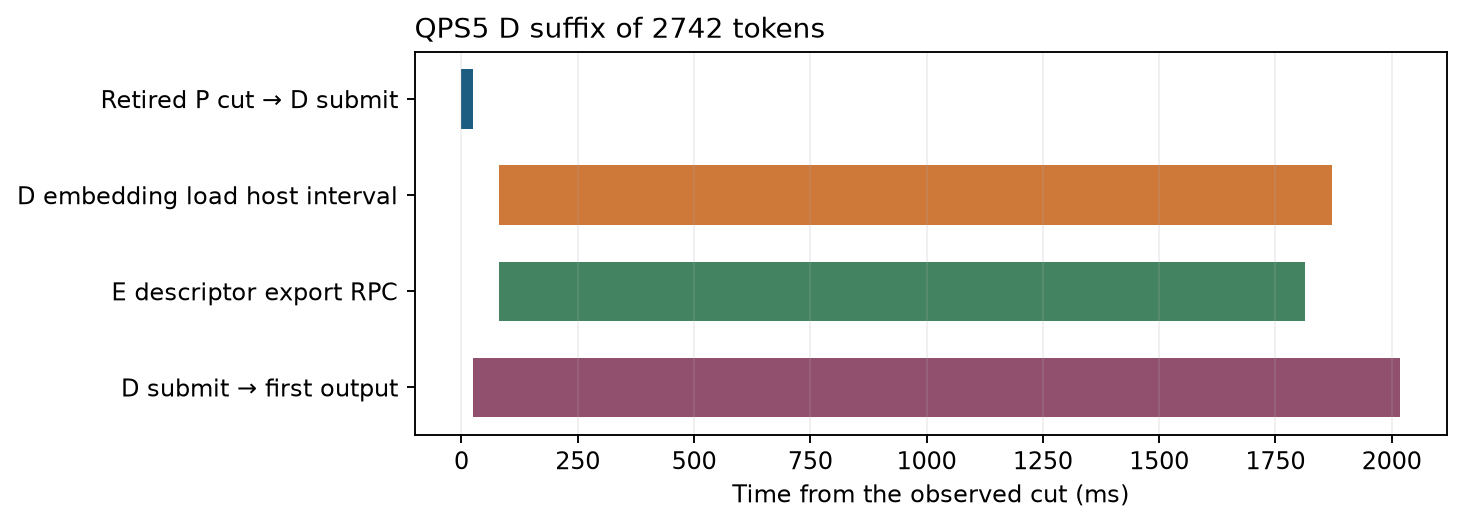 QPS5 D suffix of 2742 tokens
Retired P cut → D submit
D embedding load host interval
E descriptor export RPC
D submit → first output
0 250 500 750 1000 1250 1500 1750 2000
Time from the observed cut (ms)